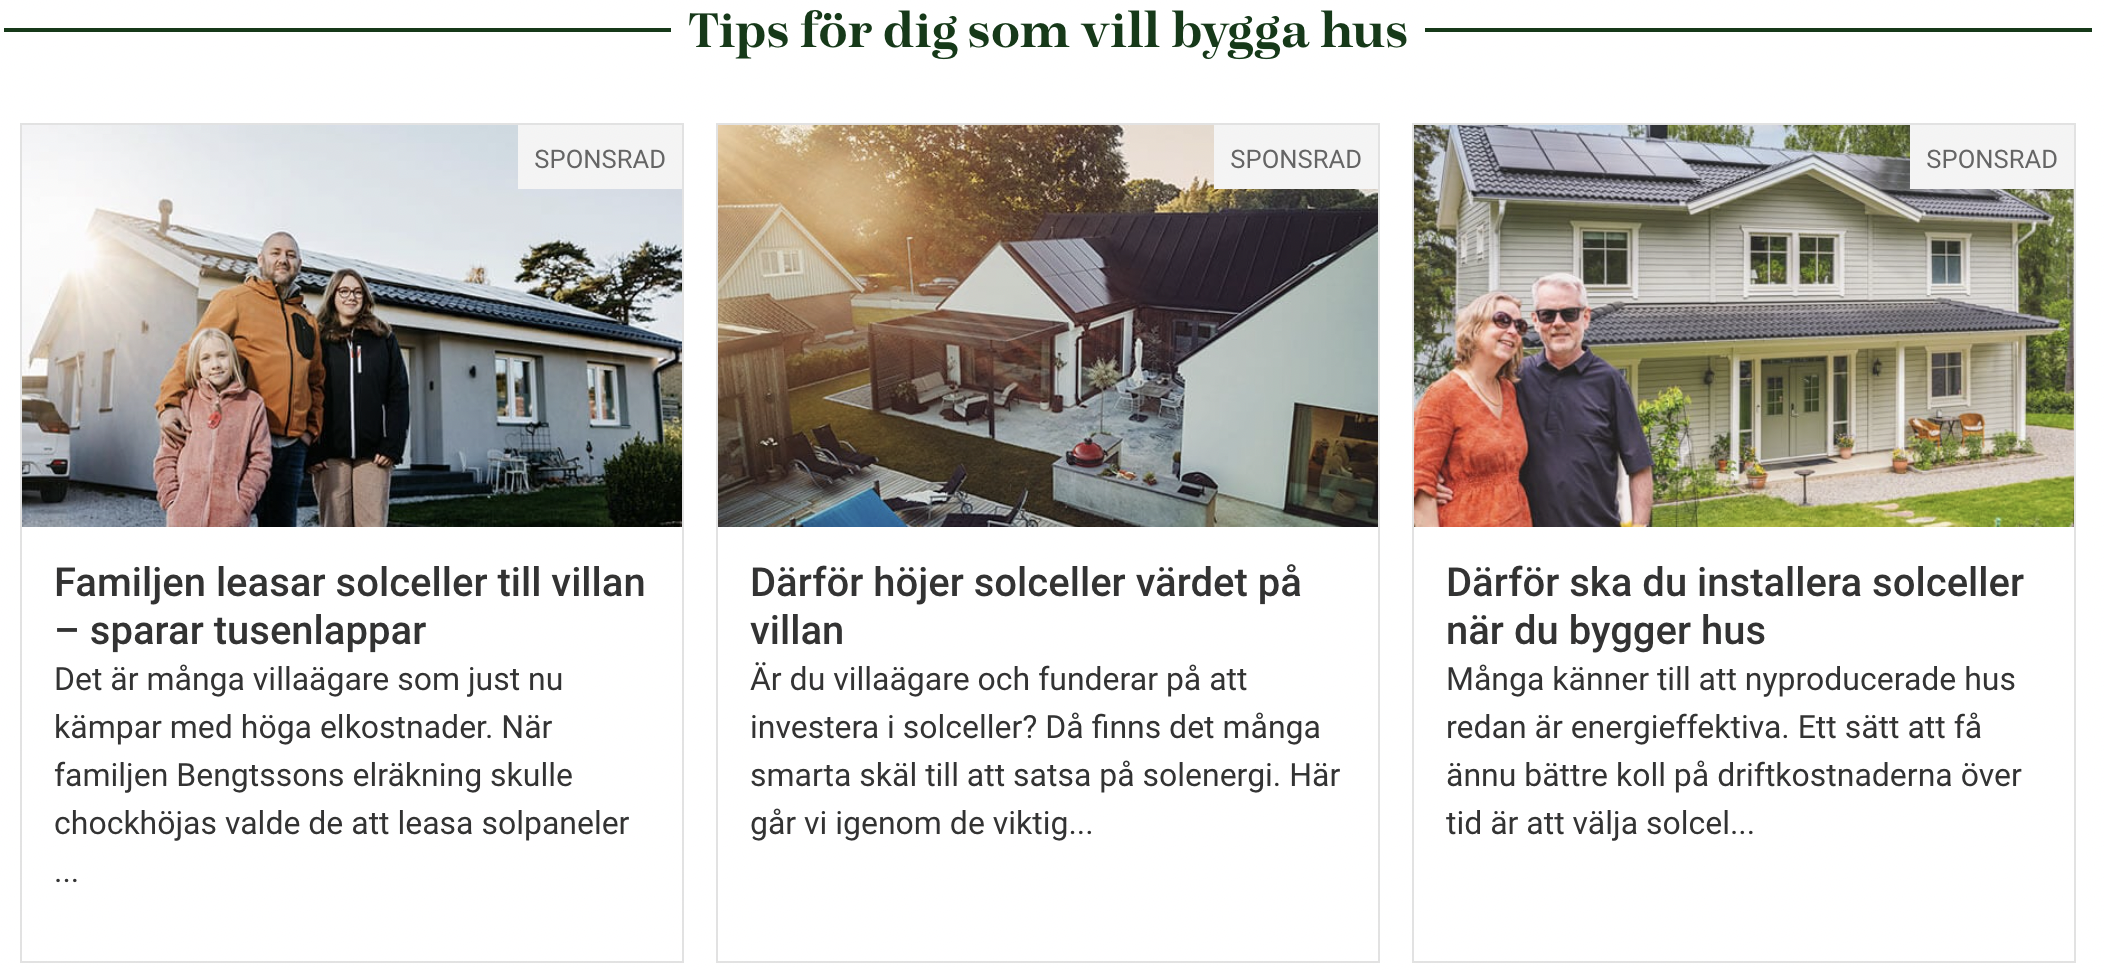 Tips för dig som vill bygga hus
SPONSRAD
Familjen leasar solceller till villan
– sparar tusenlappar
Det är många villaägare som just nu
kämpar med höga elkostnader. När
familjen Bengtssons elräkning skulle
chockhöjas valde de att leasa solpaneler
...
SPONSRAD
Därför höjer solceller värdet på
villan
Är du villaägare och funderar på att
investera i solceller? Då finns det många
smarta skäl till att satsa på solenergi. Här
går vi igenom de viktig...
SPONSRAD
Därför ska du installera solceller
när du bygger hus
Många känner till att nyproducerade hus
redan är energieffektiva. Ett sätt att få
ännu bättre koll på driftkostnaderna över
tid är att välja solcel...